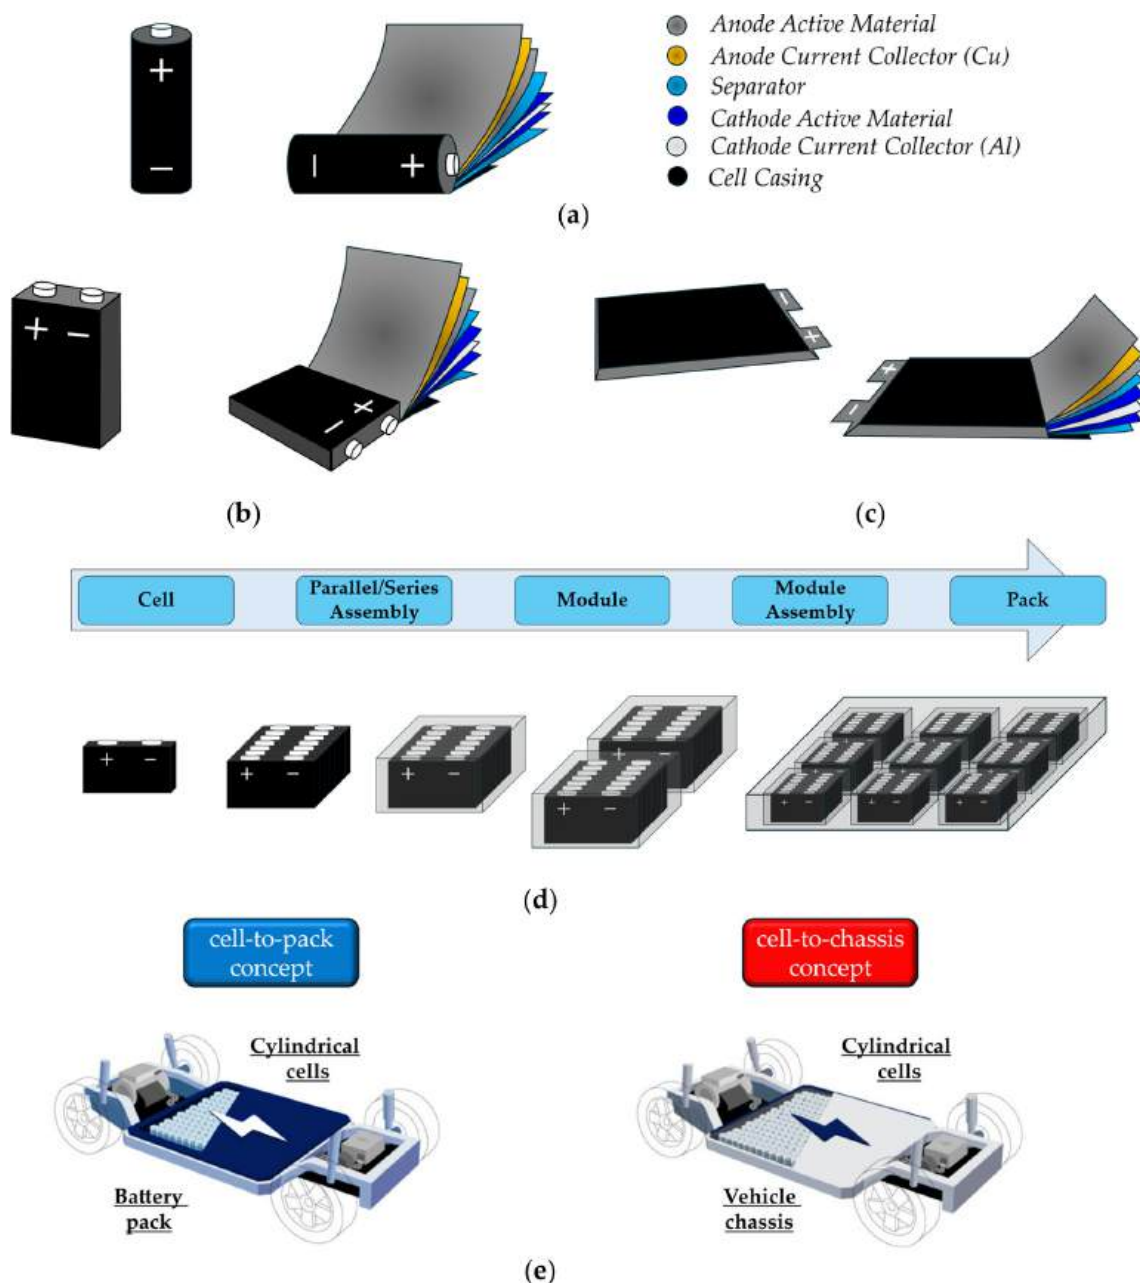 Anode Active Material
Anode Current Collector (Cu)
Separator
Cathode Active Material
Cathode Current Collector (Al)
Cell Casing
+
−
− +
(a)
+ −
− +
−
+
+
−
(b)
(c)
Cell
Parallel/Series
Assembly
Module
Module
Assembly
Pack
+ −
+ −
+ −
+ −
+ −
+ − + − + −
(d)
cell-to-pack
concept
cell-to-chassis
concept
Cylindrical
cells
Battery
pack
Cylindrical
cells
Vehicle
chassis
(e)